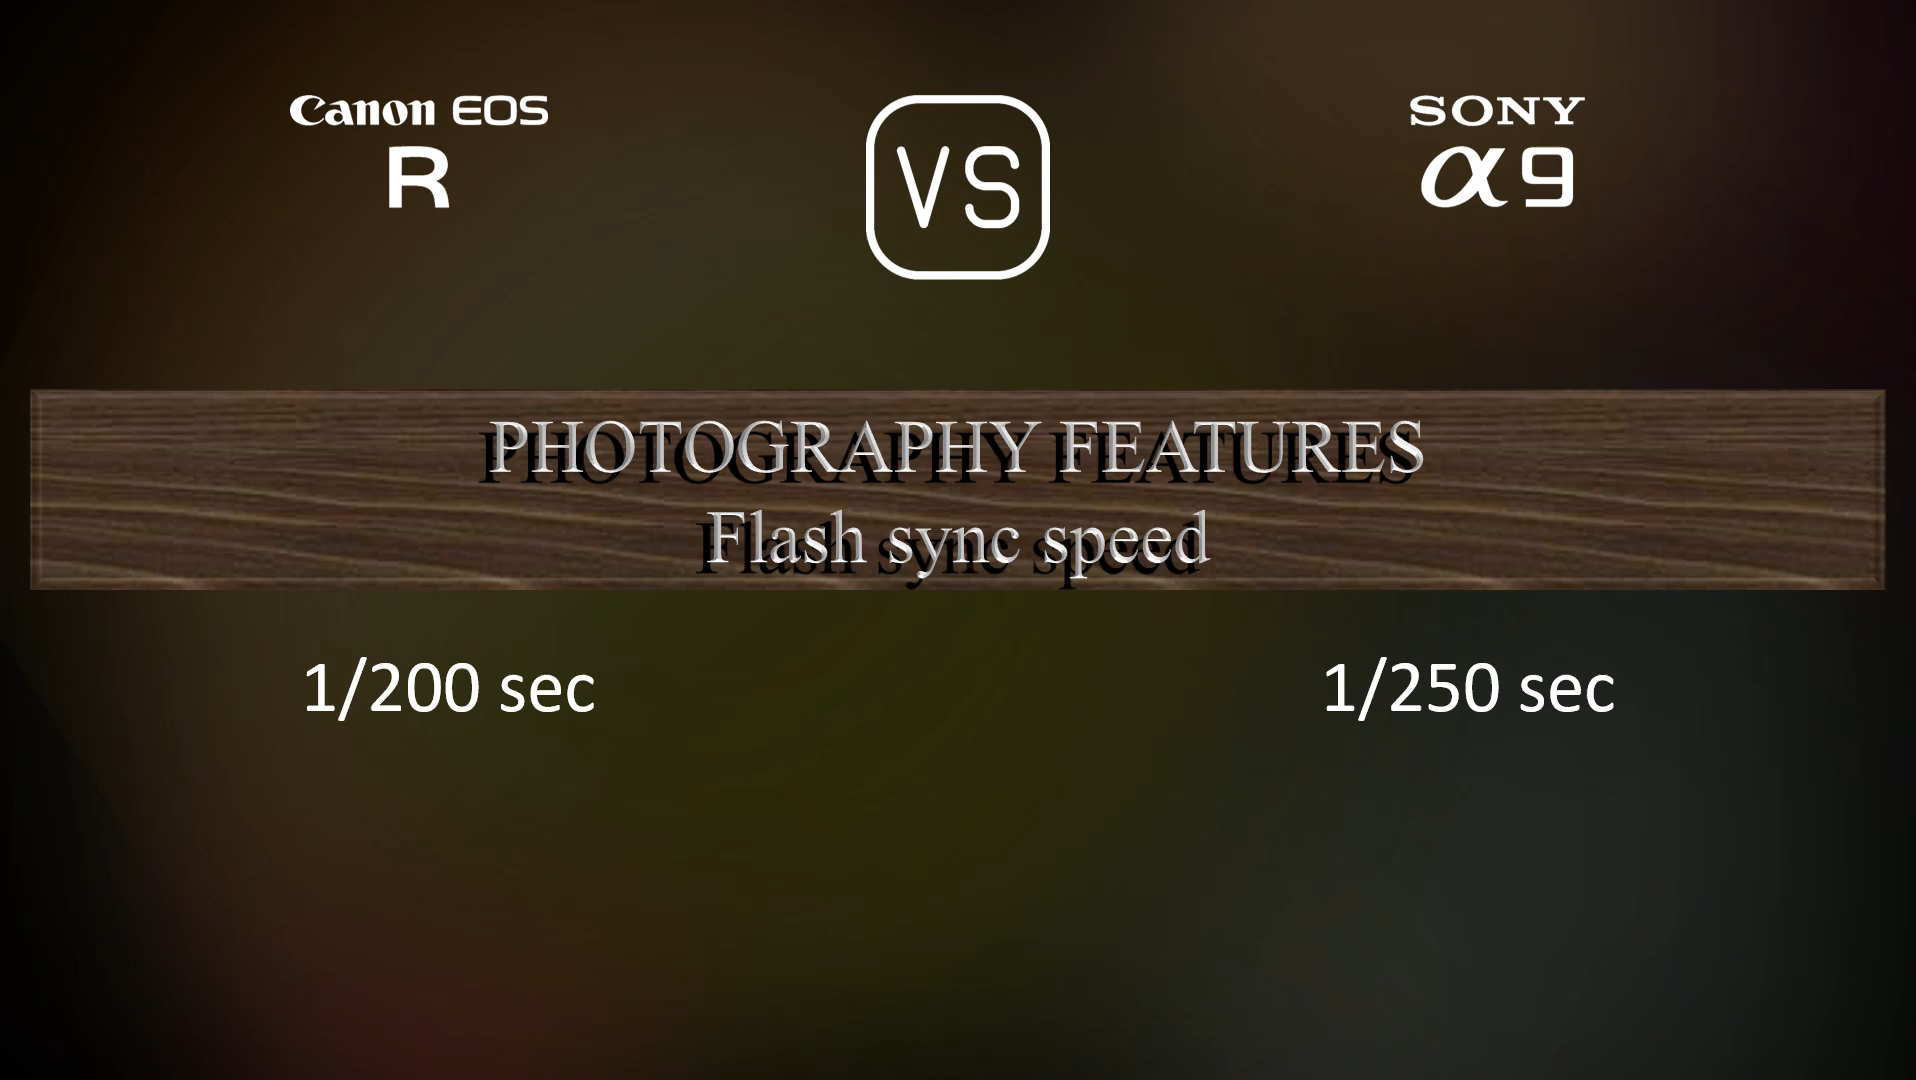 Canon EOS
R
VS
SONY
α9
PHOTOGRAPHY FEATURES
Flash sync speed
1/200 sec
1/250 sec